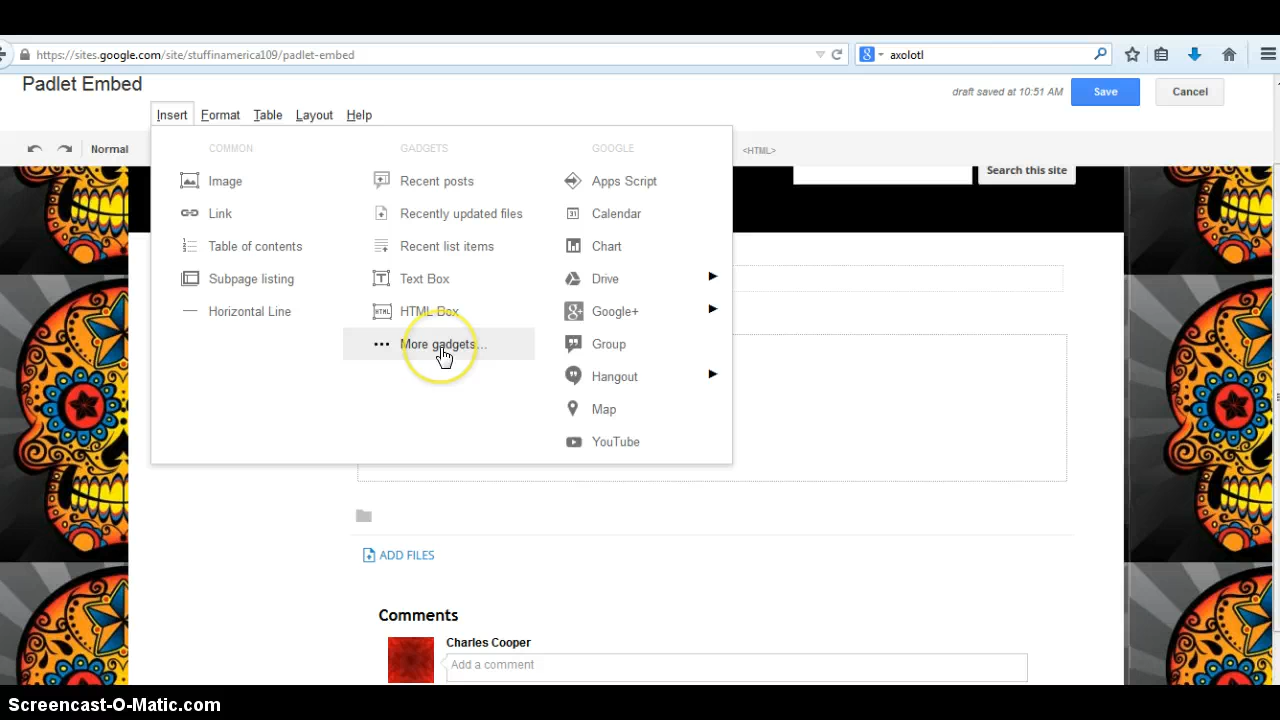 https://sites.google.com/site/stuffinamerica109/padlet-embed
axolotl
Padlet Embed
draft saved at 10:51 AM
Save
Cancel
Insert Format Table Layout Help
Normal
<HTML>
COMMON
Image
Link
Table of contents
Subpage listing
Horizontal Line
GADGETS
Recent posts
Recently updated files
Recent list items
Text Box
HTML Box
More gadgets...
GOOGLE
Apps Script
Calendar
Chart
Drive
Google+
Group
Hangout
Map
YouTube
Search this site
ADD FILES
Comments
Charles Cooper
Add a comment
Screencast-O-Matic.com